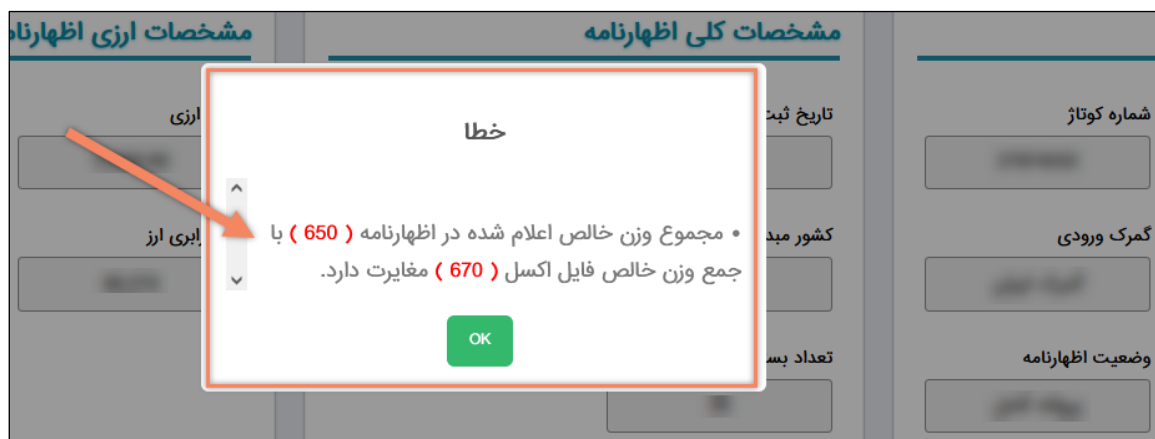 مشخصات کلی اظهارنامه
مشخصات ارزی اظهارنام
شماره کوتاژ
تاریخ ثبت
ارزی
گمرک ورودی
کشور مبد
رابری ارز
وضعیت اظهارنامه
تعداد بس
خطا
• مجموع وزن خالص اعلام شده در اظهارنامه ( 650 ) با
جمع وزن خالص فایل اکسل ( 670 ) مغایرت دارد.
OK